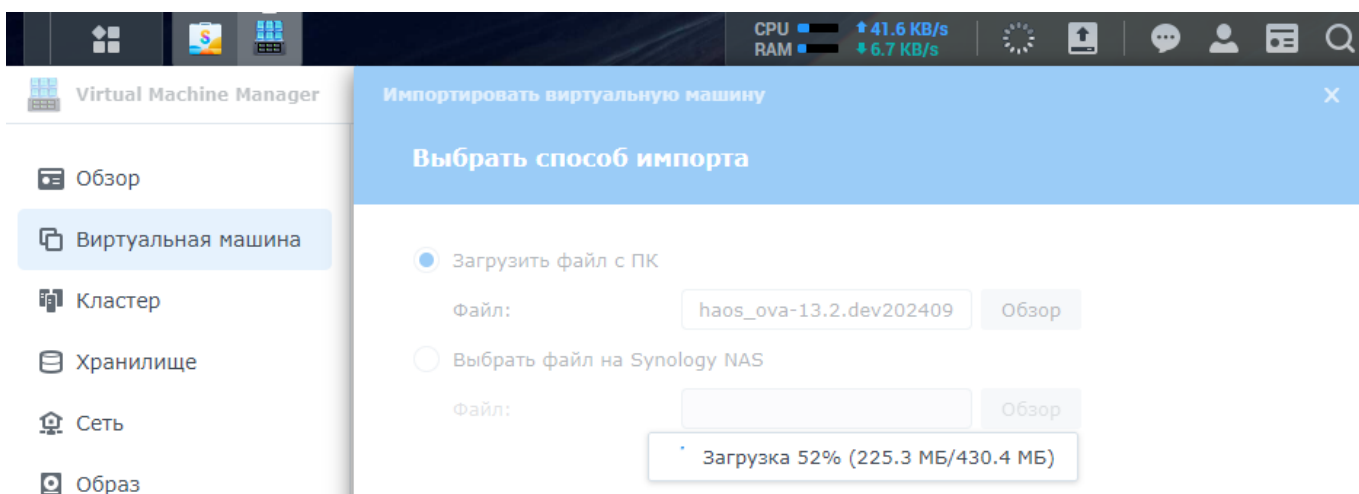 CPU 41.6 KB/s
RAM 6.7 KB/s
Virtual Machine Manager
Импортировать виртуальную машину
Выбрать способ импорта
Обзор
Виртуальная машина
Кластер
Хранилище
Сеть
Образ
Загрузить файл с ПК
Файл: haos_ova-13.2.dev202409 Обзор
Выбрать файл на Synology NAS
Файл: Обзор
Загрузка 52% (225.3 МБ/430.4 МБ)